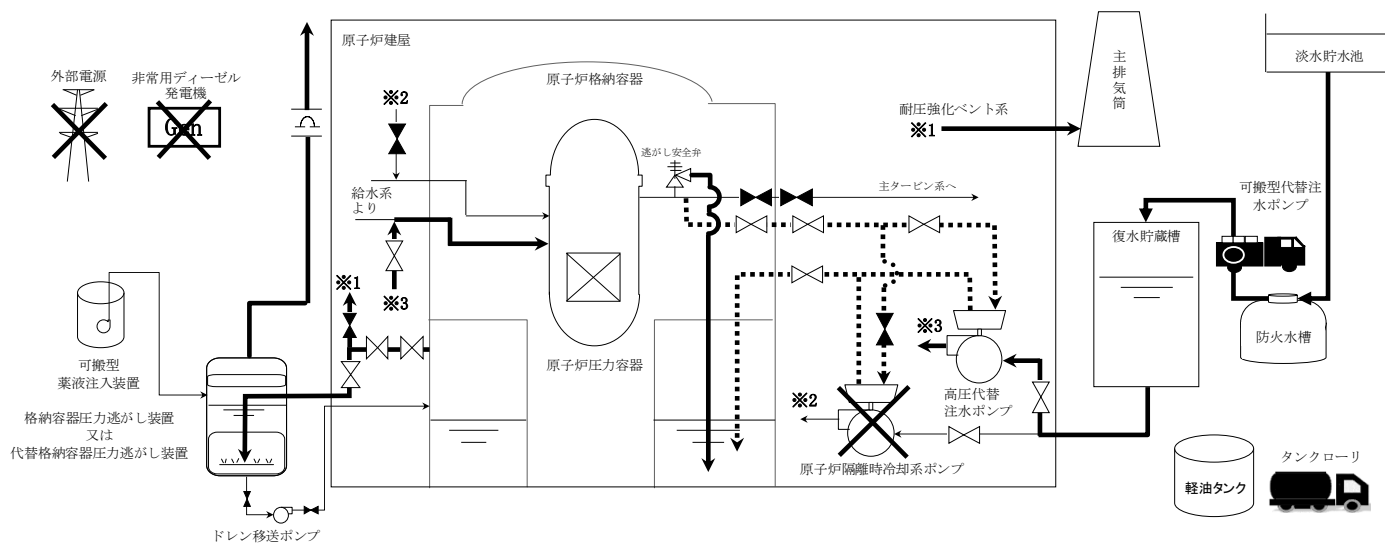 外部電源
非常用ディーゼル
発電機
Gen
原子炉建屋
原子炉格納容器
※2
逃がし安全弁
主タービン系へ
給水系
より
※1
※3
原子炉圧力容器
耐圧強化ベント系
※1
主
排
気
筒
淡水貯水池
可搬型代替注
水ポンプ
復水貯蔵槽
防火水槽
※3
高圧代替
注水ポンプ
※2
原子炉隔離時冷却系ポンプ
可搬型
薬液注入装置
格納容器圧力逃がし装置
又は
代替格納容器圧力逃がし装置
ドレン移送ポンプ
軽油タンク
タンクローリ